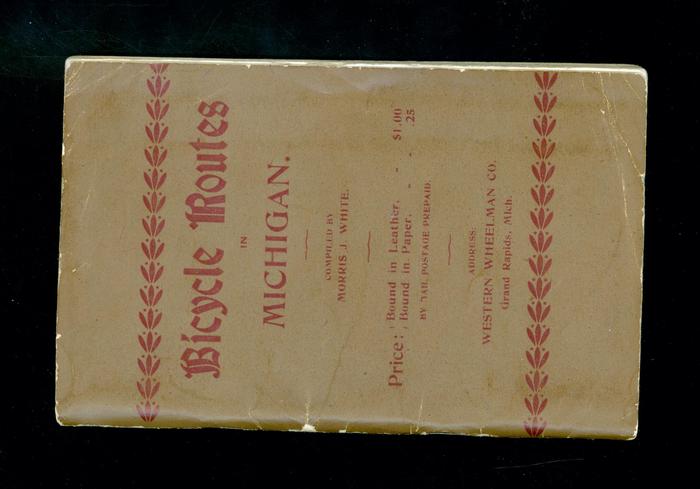 Bicycle Routes
IN
MICHIGAN.
COMPILED BY
MORRIS J. WHITE.
Price: Bound in Leather, - - $1.00
Bound in Paper, - - .25
BY MAIL POSTAGE PREPAID.
ADDRESS:
WESTERN WHEELMAN CO.
Grand Rapids, Mich.